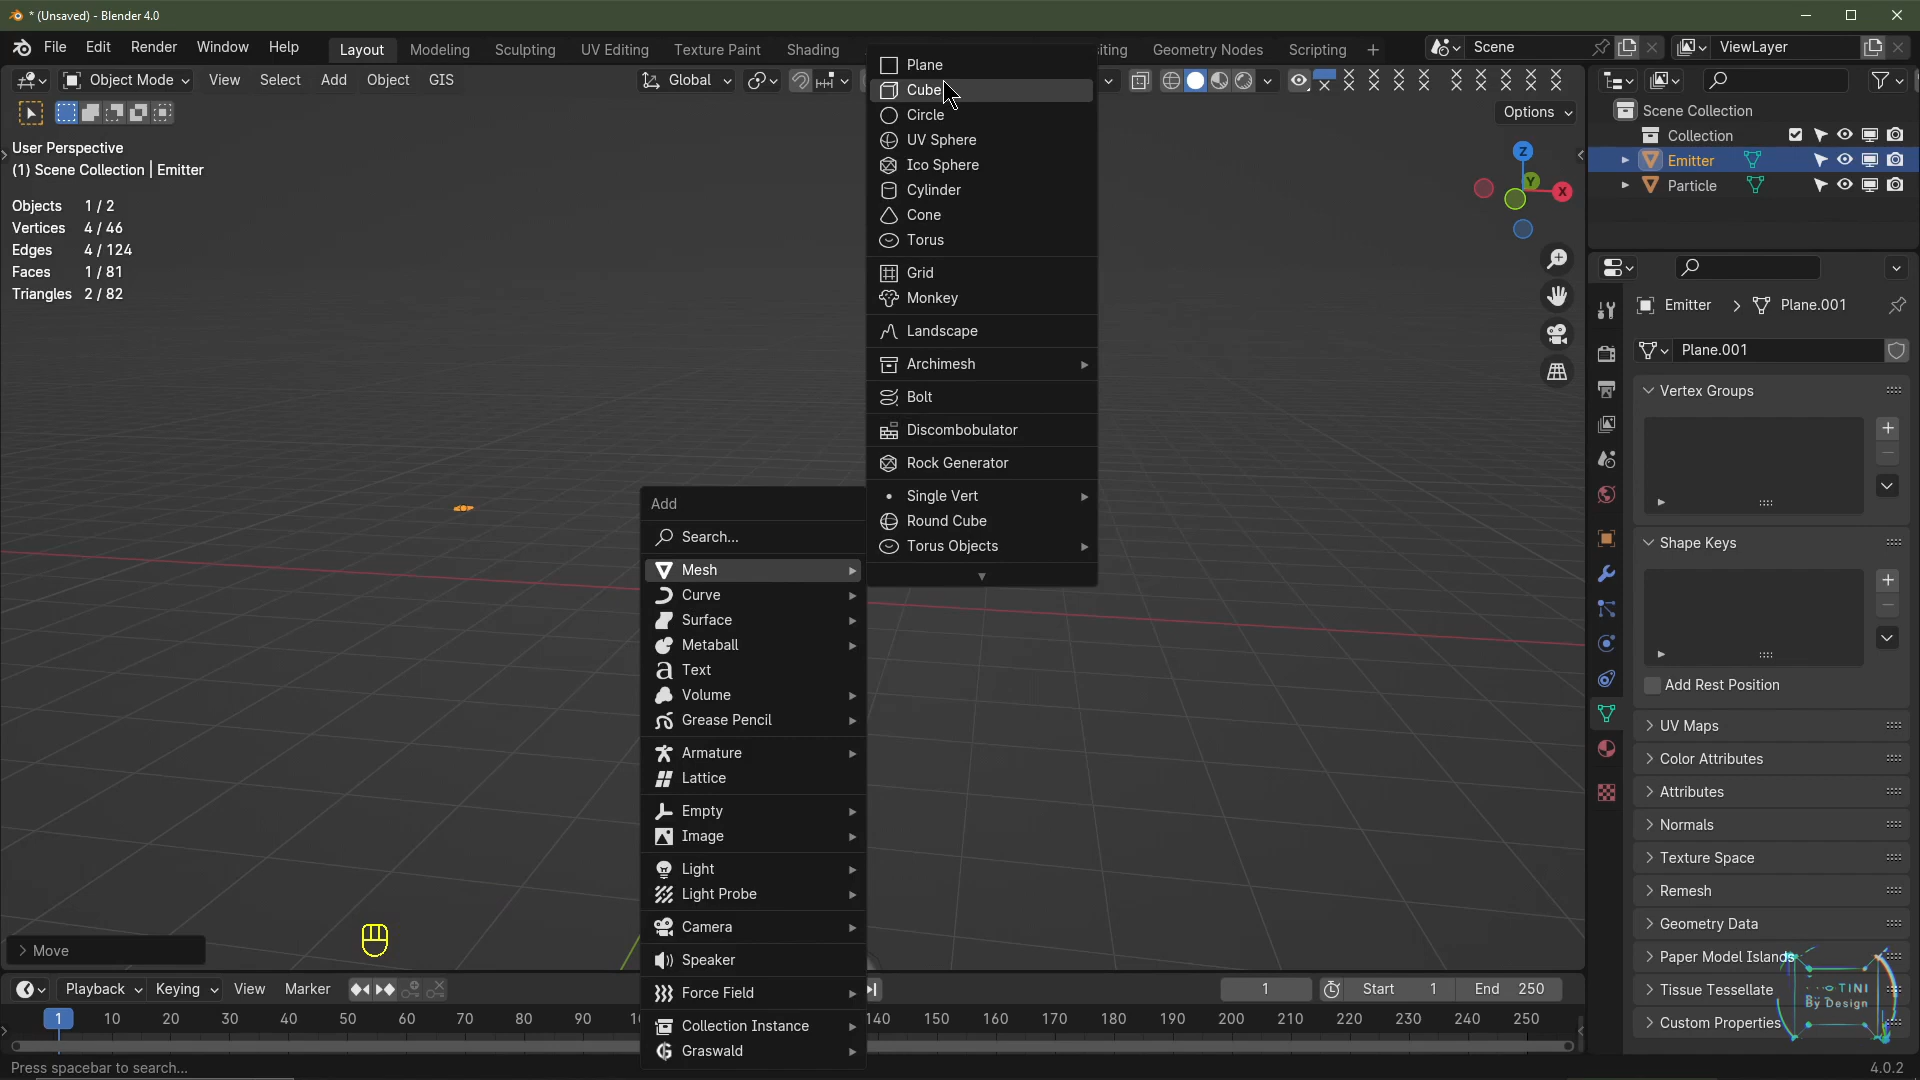 * (Unsaved) - Blender 4.0
File Edit Render Window Help
Layout Modeling Sculpting UV Editing Texture Paint Shading
iting Geometry Nodes Scripting
Scene
ViewLayer
Object Mode View Select Add Object GIS
Global
Options
User Perspective
(1) Scene Collection | Emitter
Objects 1 / 2
Vertices 4 / 46
Edges 4 / 124
Faces 1 / 81
Triangles 2 / 82
Plane
Cube
Circle
UV Sphere
Ico Sphere
Cylinder
Cone
Torus
Grid
Monkey
Landscape
Archimesh
Bolt
Discombobulator
Rock Generator
Single Vert
Round Cube
Torus Objects
Add
Search...
Mesh
Curve
Surface
Metaball
Text
Volume
Grease Pencil
Armature
Lattice
Empty
Image
Light
Light Probe
Camera
Speaker
Force Field
Collection Instance
Graswald
Z
Y
X
Scene Collection
Collection
Emitter
Particle
Emitter > Plane.001
Plane.001
Vertex Groups
Shape Keys
Add Rest Position
UV Maps
Color Attributes
Attributes
Normals
Texture Space
Remesh
Geometry Data
Paper Model Islands
Tissue Tessellate
Custom Properties
TINI
By Design
> Move
Playback Keying View Marker
1
Start 1
End 250
1 10 20 30 40 50 60 70 80 90 140 150 160 170 180 190 200 210 220 230 240 250
Press spacebar to search...
4.0.2